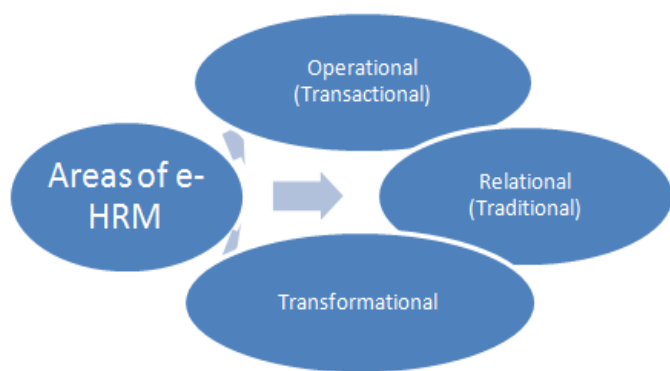 Operational
(Transactional)
Areas of e-
HRM
Relational
(Traditional)
Transformational